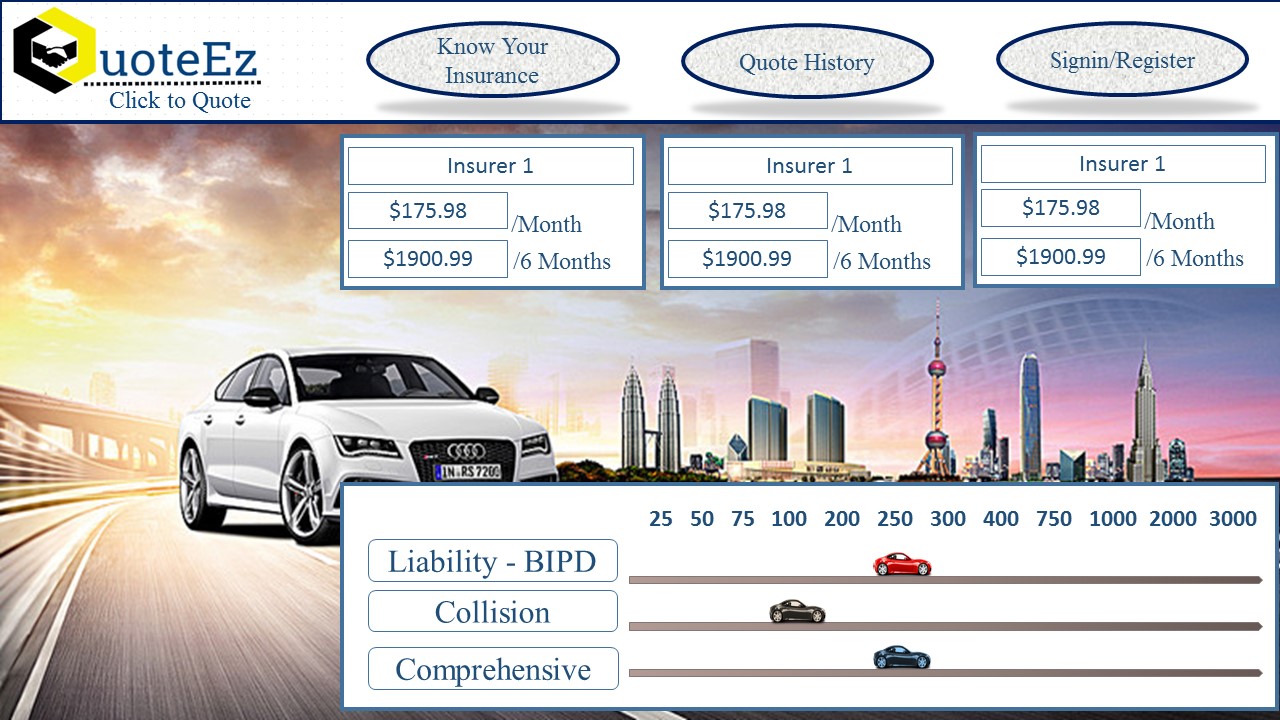 uoteEz
Click to Quote
Know Your
Insurance
Quote History
Signin/Register
Insurer 1
$175.98 /Month
$1900.99 /6 Months
Insurer 1
$175.98 /Month
$1900.99 /6 Months
Insurer 1
$175.98 /Month
$1900.99 /6 Months
IN RS 7200
25 50 75 100 200 250 300 400 750 1000 2000 3000
Liability - BIPD
Collision
Comprehensive